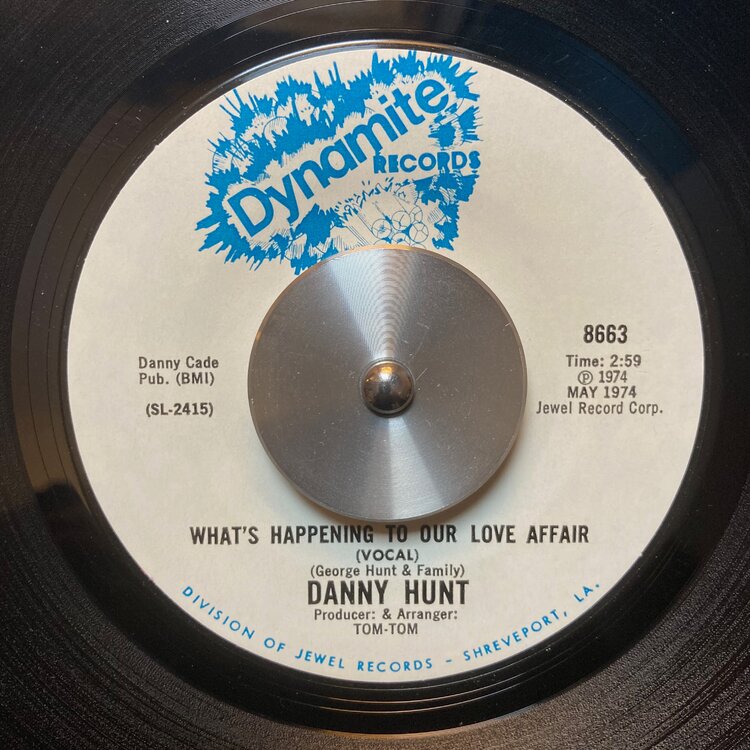 Dynamite
RECORDS
Danny Cade
Pub. (BMI)
(SL-2415)
8663
Time: 2:59
℗ 1974
MAY 1974
Jewel Record Corp.
WHAT'S HAPPENING TO OUR LOVE AFFAIR
(VOCAL)
(George Hunt & Family)
DANNY HUNT
Producer: & Arranger:
TOM-TOM
DIVISION OF JEWEL RECORDS - SHREVEPORT, LA.